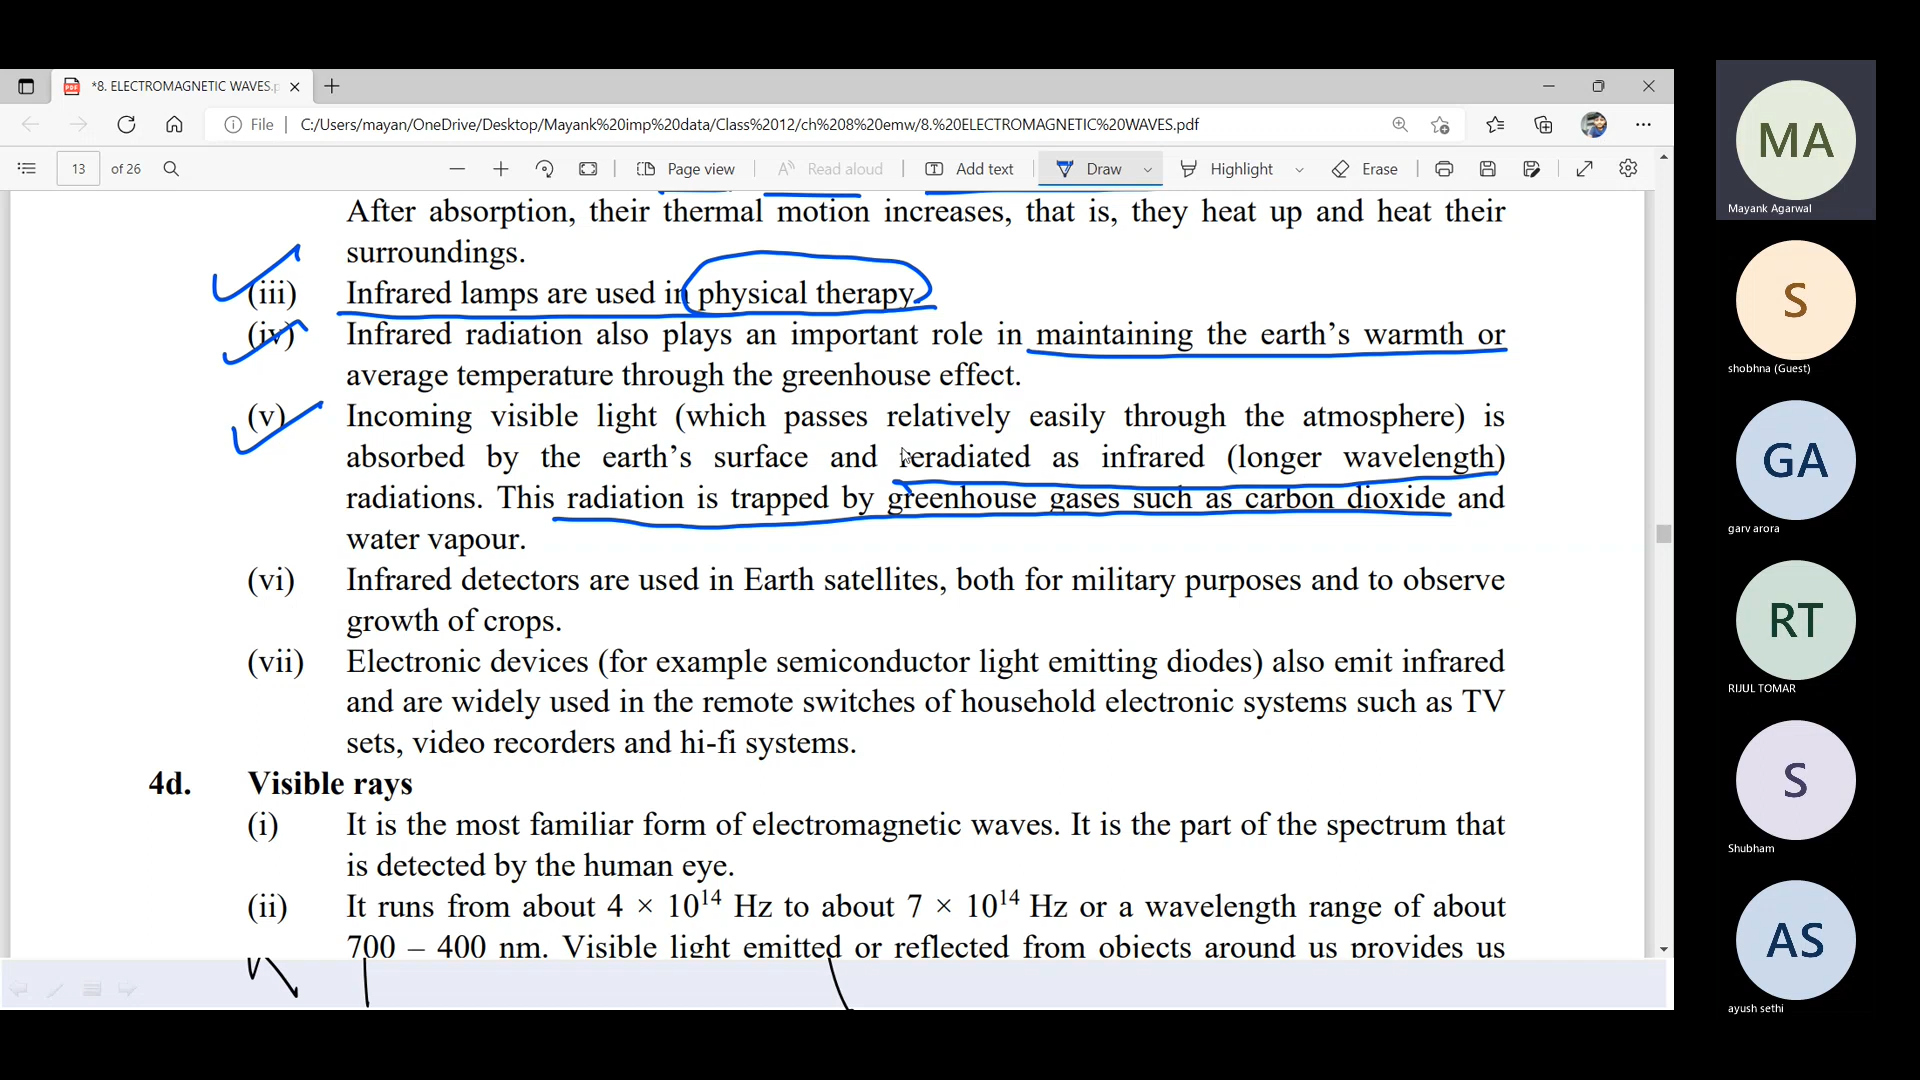 *8. ELECTROMAGNETIC WAVES.p
File
C:/Users/mayan/OneDrive/Desktop/Mayank%20imp%20data/Class%2012/ch%208%20emw/8.%20ELECTROMAGNETIC%20WAVES.pdf
13 of 26
Page view
Read aloud
Add text
Draw
Highlight
Erase
After absorption, their thermal motion increases, that is, they heat up and heat their
surroundings.
(iii) Infrared lamps are used in physical therapy.
(iv) Infrared radiation also plays an important role in maintaining the earth’s warmth or
average temperature through the greenhouse effect.
(v) Incoming visible light (which passes relatively easily through the atmosphere) is
absorbed by the earth’s surface and reradiated as infrared (longer wavelength)
radiations. This radiation is trapped by greenhouse gases such as carbon dioxide and
water vapour.
(vi) Infrared detectors are used in Earth satellites, both for military purposes and to observe
growth of crops.
(vii) Electronic devices (for example semiconductor light emitting diodes) also emit infrared
and are widely used in the remote switches of household electronic systems such as TV
sets, video recorders and hi-fi systems.
4d. Visible rays
(i) It is the most familiar form of electromagnetic waves. It is the part of the spectrum that
is detected by the human eye.
(ii) It runs from about 4 × 10¹⁴ Hz to about 7 × 10¹⁴ Hz or a wavelength range of about
700 – 400 nm. Visible light emitted or reflected from objects around us provides us
MA
Mayank Agarwal
S
shobhna (Guest)
GA
garv arora
RT
RIJUL TOMAR
S
Shubham
AS
ayush sethi